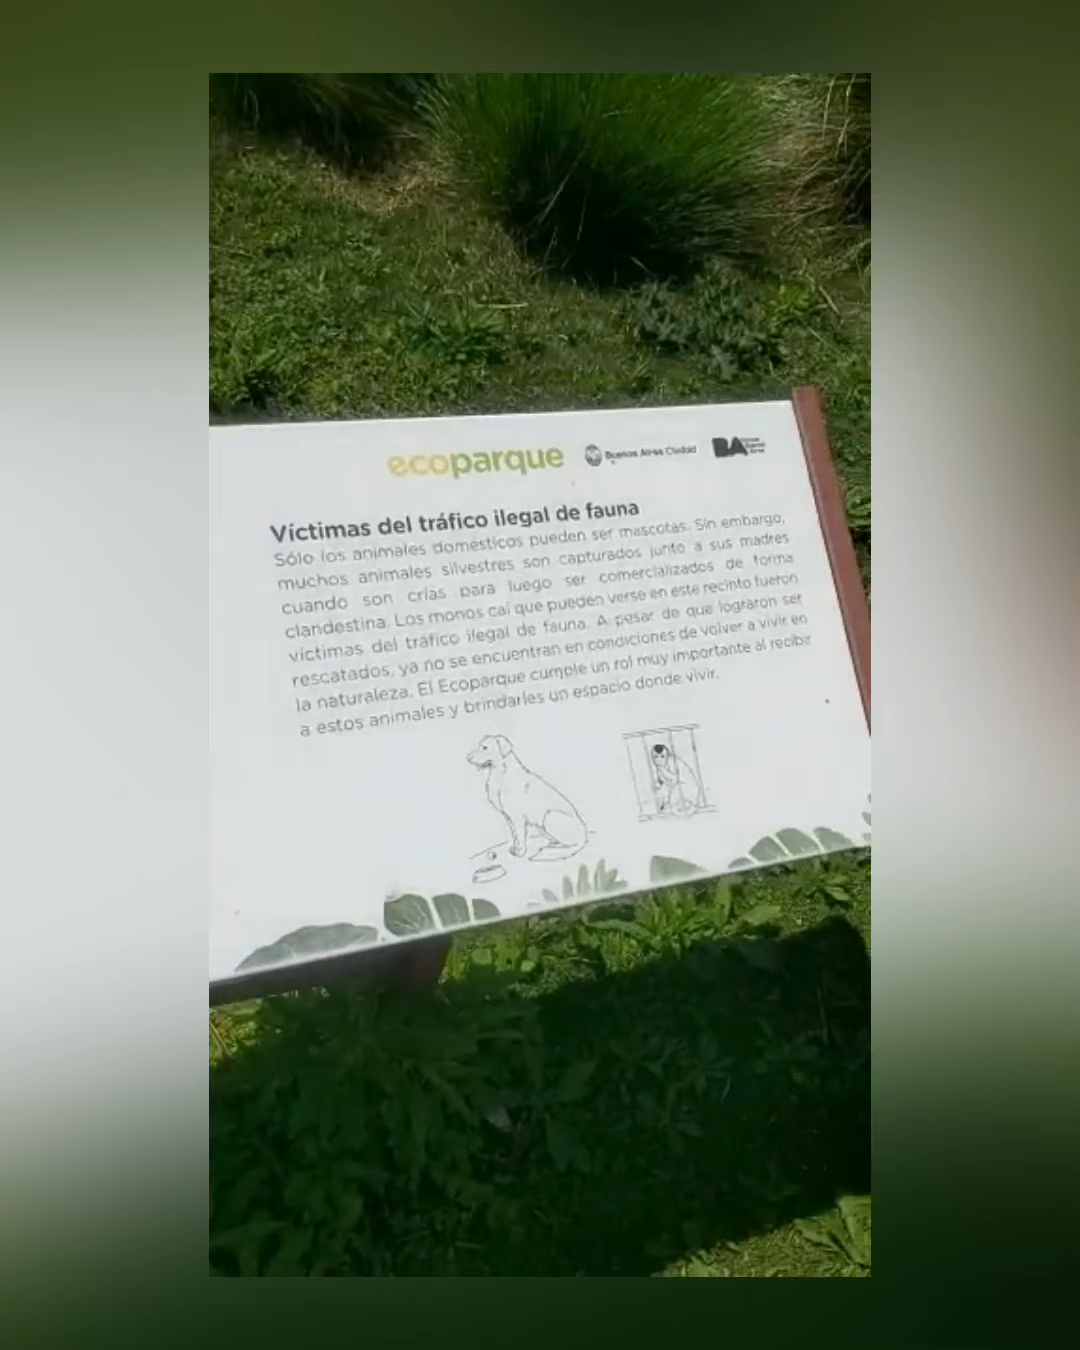 ecoparque
Buenos Aires Ciudad
BA
Víctimas del tráfico ilegal de fauna
Sólo los animales domésticos pueden ser mascotas. Sin embargo,
muchos animales silvestres son capturados junto a sus madres
cuando son crías para luego ser comercializados de forma
clandestina. Los monos caí que pueden verse en este recinto fueron
víctimas del tráfico ilegal de fauna. A pesar de que lograron ser
rescatados, ya no se encuentran en condiciones de volver a vivir en
la naturaleza. El Ecoparque cumple un rol muy importante al recibir
a estos animales y brindarles un espacio donde vivir.